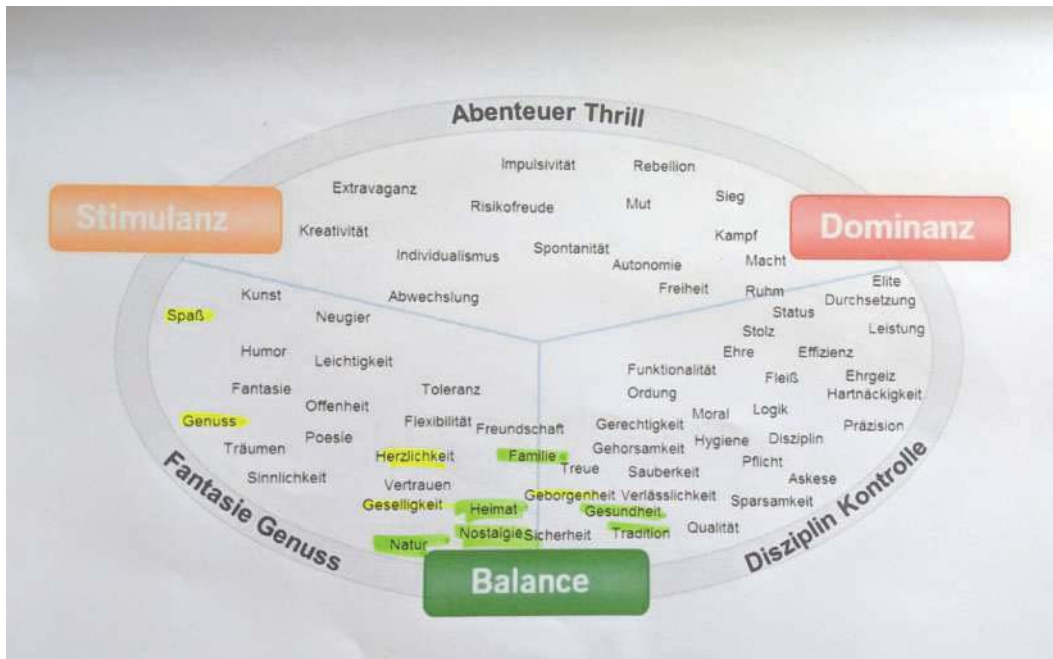 Abenteuer Thrill
Impulsivität
Rebellion
Extravaganz
Sieg
Stimulanz
Risikofreude
Mut
Dominanz
Kreativität
Kampf
Individualismus
Spontanität
Autonomie
Macht
Freiheit
Ruhm
Elite
Kunst
Abwechslung
Durchsetzung
Spaß
Neugier
Status
Stolz
Leistung
Humor
Leichtigkeit
Ehre
Effizienz
Funktionalität
Fleiß
Ehrgeiz
Fantasie
Toleranz
Ordung
Hartnäckigkeit
Offenheit
Genuss
Flexibilität
Freundschaft
Gerechtigkeit
Moral
Logik
Präzision
Träumen
Poesie
Herzlichkeit
Familie
Gehorsamkeit
Hygiene
Disziplin
Treue
Sauberkeit
Pflicht
Sinnlichkeit
Vertrauen
Askese
Geselligkeit
Heimat
Geborgenheit
Verlässlichkeit
Sparsamkeit
Gesundheit
Natur
Nostalgie
Sicherheit
Tradition
Qualität
Fantasie Genuss
Disziplin Kontrolle
Balance